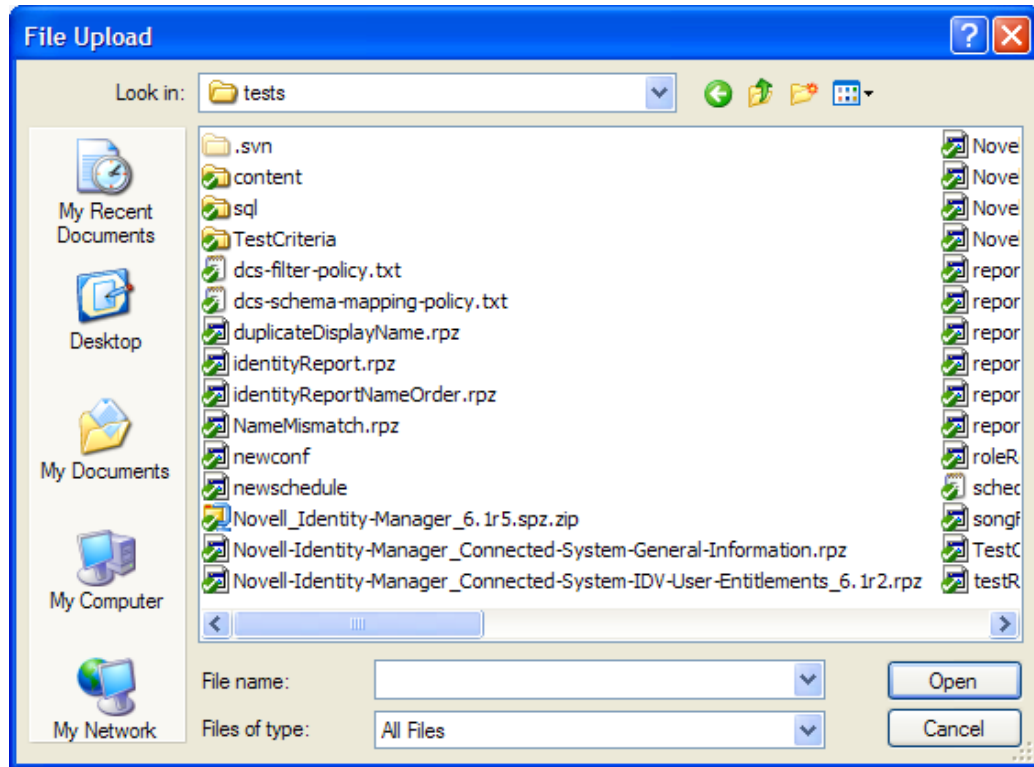 File Upload
Look in:
tests
My Recent
Documents
Desktop
My Documents
My Computer
My Network
.svn
content
sql
TestCriteria
dcs-filter-policy.txt
dcs-schema-mapping-policy.txt
duplicateDisplayName.rpz
identityReport.rpz
identityReportNameOrder.rpz
NameMismatch.rpz
newconf
newschedule
Novell_Identity-Manager_6.1r5.spz.zip
Novell-Identity-Manager_Connected-System-General-Information.rpz
Novell-Identity-Manager_Connected-System-IDV-User-Entitlements_6.1r2.rpz
Nove
Nove
Nove
Nove
repor
repor
repor
repor
repor
repor
roleR
sched
songF
TestC
testR
File name:
Open
Files of type:
All Files
Cancel